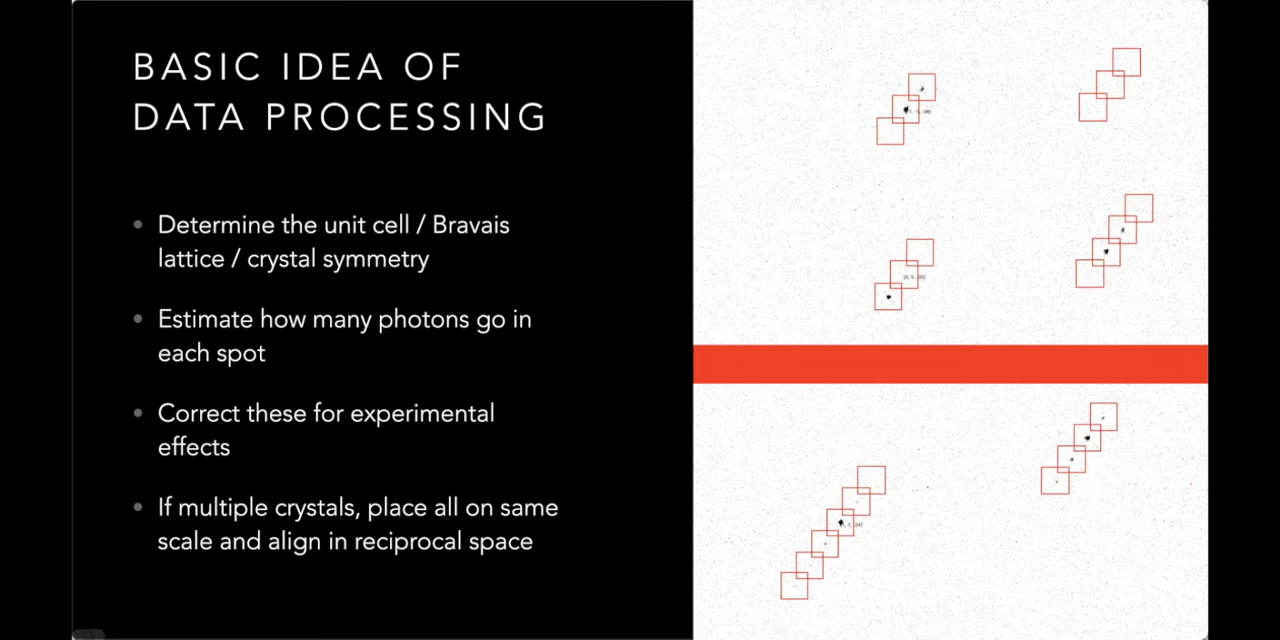 BASIC IDEA OF
DATA PROCESSING
• Determine the unit cell / Bravais
lattice / crystal symmetry
• Estimate how many photons go in
each spot
• Correct these for experimental
effects
• If multiple crystals, place all on same
scale and align in reciprocal space